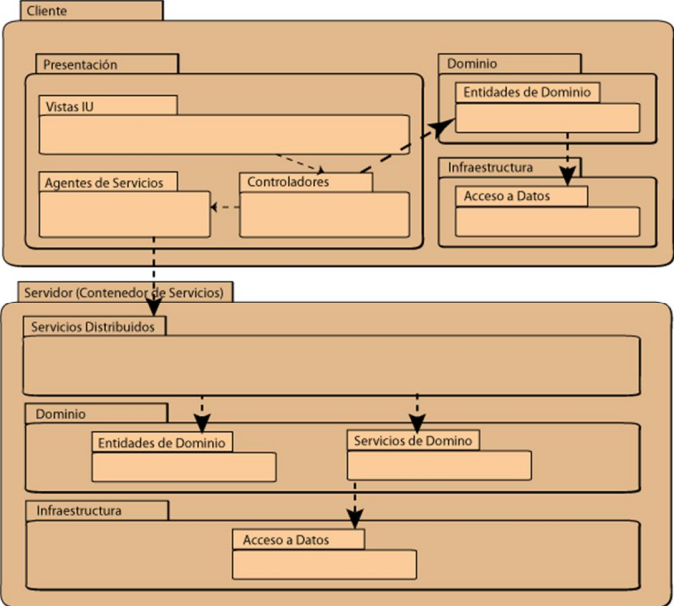 Cliente
Presentación
Dominio
Entidades de Dominio
Vistas IU
Infraestructura
Agentes de Servicios
Controladores
Acceso a Datos
Servidor (Contenedor de Servicios)
Servicios Distribuidos
Dominio
Entidades de Dominio
Servicios de Domino
Infraestructura
Acceso a Datos